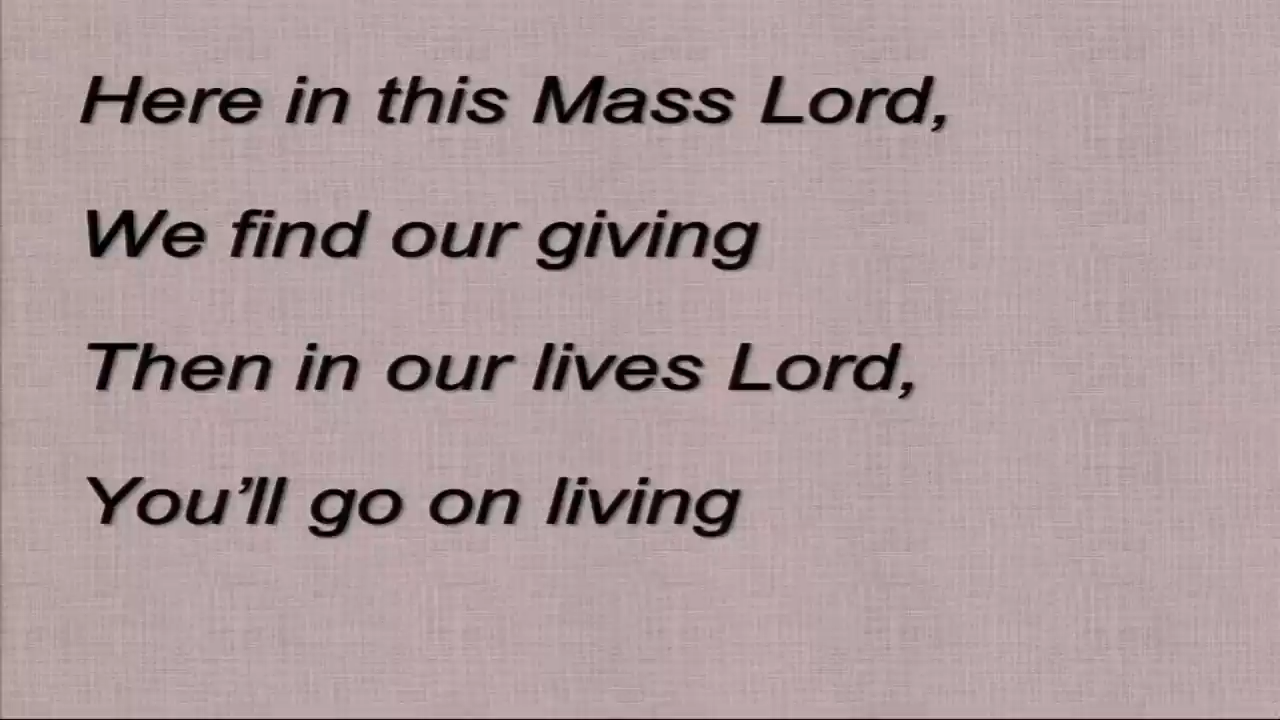 Here in this Mass Lord,
We find our giving
Then in our lives Lord,
You’ll go on living